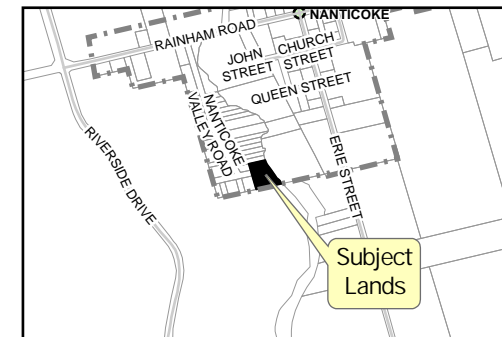 NANTICOKE
RAINHAM ROAD
JOHN STREET
CHURCH STREET
QUEEN STREET
NANTICOKE VALLEY ROAD
RIVERSIDE DRIVE
ERIE STREET
Subject
Lands